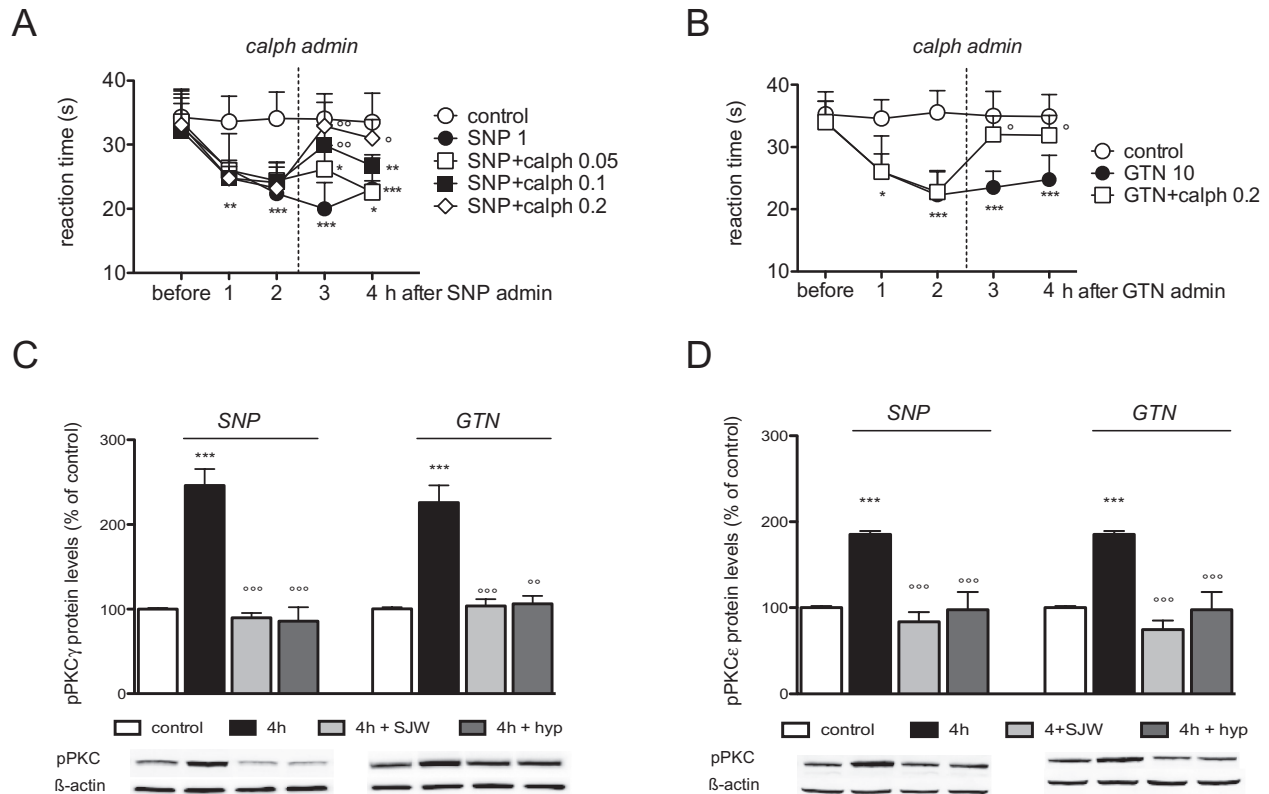 A
calph admin
reaction time (s)
40
30
20
10
°°
°
°°
**
*
***
** *** *** *
before 1 2 3 4 h after SNP admin
control
SNP 1
SNP+calph 0.05
SNP+calph 0.1
SNP+calph 0.2
B
calph admin
reaction time (s)
40
30
20
10
° °
* *** *** ***
before 1 2 3 4 h after GTN admin
control
GTN 10
GTN+calph 0.2
C
pPKCγ protein levels (% of control)
300
200
100
0
SNP GTN
*** ***
°°° °°° °°° °°
control 4h 4h + SJW 4h + hyp
pPKC
ß-actin
D
pPKCε protein levels (% of control)
300
200
100
0
SNP GTN
*** ***
°°° °°° °°° °°°
control 4h 4+SJW 4h + hyp
pPKC
ß-actin